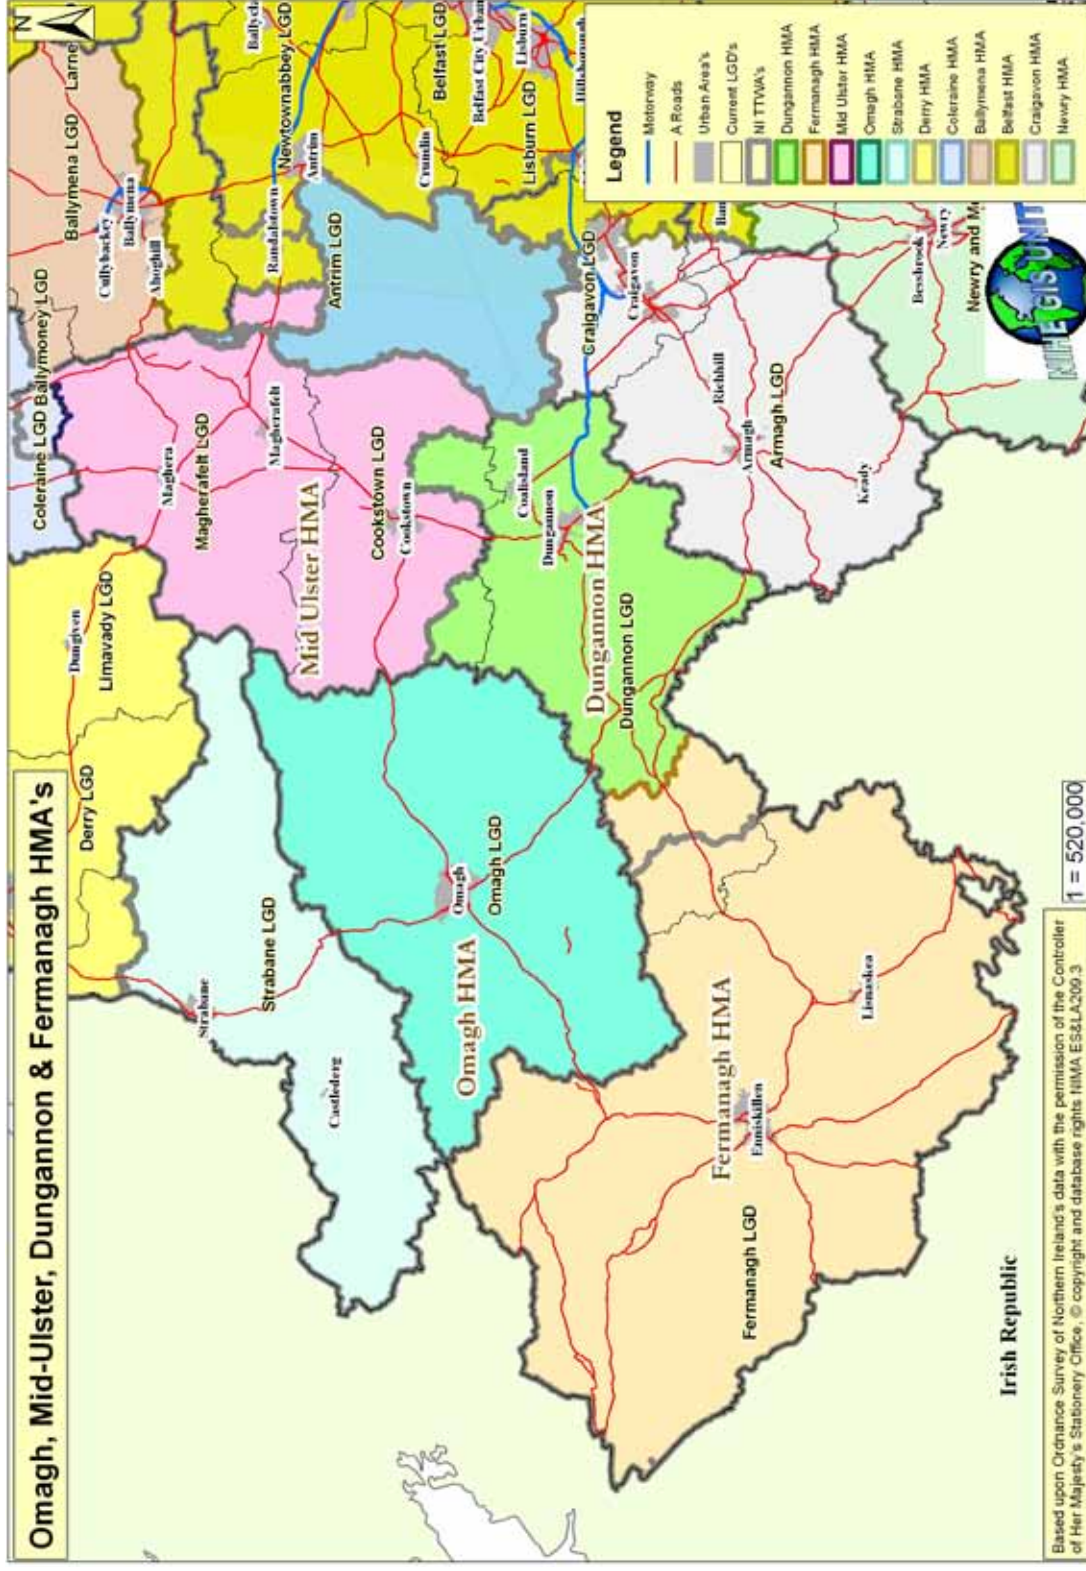 Omagh, Mid-Ulster, Dungannon & Fermanagh HMA's
N
Coleraine LGD
Ballymoney LGD
Ballymena LGD
Larne
Cullybackey
Ballymena
Ahoghill
Dungiven
Limavady LGD
Derry LGD
Maghera
Magherafelt LGD
Magherafelt
Randalstown
Newtownabbey LGD
Antrim
Antrim LGD
Crumlin
Belfast LGD
Belfast City Urban
Lisburn
Lisburn LGD
Strabane
Strabane LGD
Castlederg
Mid Ulster HMA
Cookstown LGD
Cookstown
Omagh
Omagh LGD
Omagh HMA
Coalisland
Dungannon
Dungannon HMA
Dungannon LGD
Craigavon LGD
Craigavon
Richhill
Armagh
Armagh LGD
Keady
Bessbrook
Newry
Newry and M
Fermanagh HMA
Enniskillen
Fermanagh LGD
Lisnaskea
Irish Republic
Legend
Motorway
A Roads
Urban Area's
Current LGD's
NI TTWA's
Dungannon HMA
Fermanagh HMA
Mid Ulster HMA
Omagh HMA
Strabane HMA
Derry HMA
Coleraine HMA
Ballymena HMA
Belfast HMA
Craigavon HMA
Newry HMA
NIHE GIS UNIT
1 = 520,000
Based upon Ordnance Survey of Northern Ireland's data with the permission of the Controller
of Her Majesty's Stationery Office, © copyright and database rights NIMA ES&LA209.3